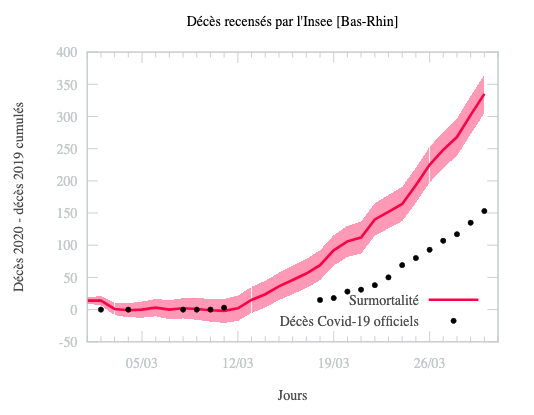 Décès recensés par l'Insee [Bas-Rhin]
400
350
300
250
200
150
100
50
0
-50
Décès 2020 - décès 2019 cumulés
Surmortalité
Décès Covid-19 officiels
05/03 12/03 19/03 26/03
Jours